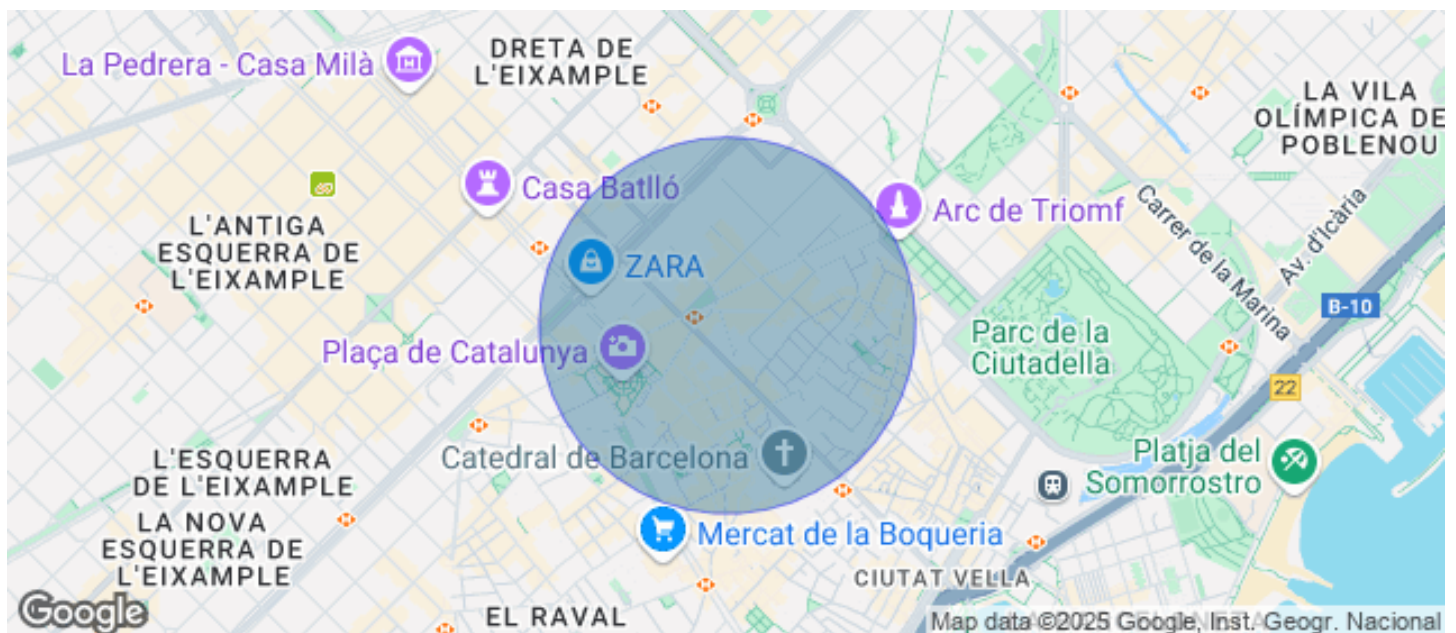 La Pedrera - Casa Milà
DRETA DE
L'EIXAMPLE
LA VILA
OLÍMPICA DE
POBLENOU
Casa Batlló
Arc de Triomf
Carrer de la Marina
Av. d'Icària
L'ANTIGA
ESQUERRA DE
L'EIXAMPLE
ZARA
B-10
Plaça de Catalunya
Parc de la
Ciutadella
22
Catedral de Barcelona
L'ESQUERRA
DE L'EIXAMPLE
Platja del
Somorrostro
LA NOVA
ESQUERRA DE
L'EIXAMPLE
Mercat de la Boqueria
CIUTAT VELLA
EL RAVAL
Google
Map data ©2025 Google, Inst. Geogr. Nacional